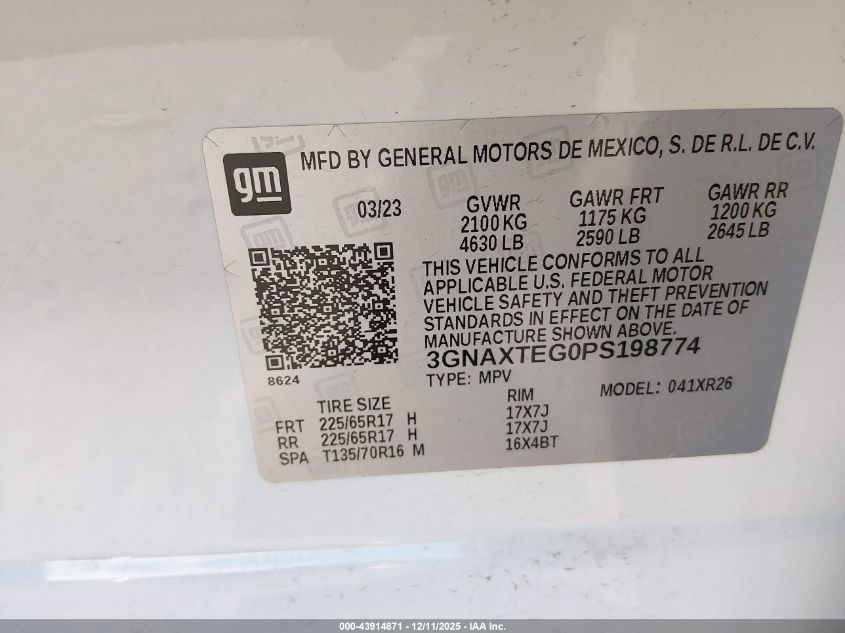 gm
MFD BY GENERAL MOTORS DE MEXICO, S. DE R.L. DE C.V.
03/23
GVWR GAWR FRT GAWR RR
2100 KG 1175 KG 1200 KG
4630 LB 2590 LB 2645 LB
THIS VEHICLE CONFORMS TO ALL
APPLICABLE U.S. FEDERAL MOTOR
VEHICLE SAFETY AND THEFT PREVENTION
STANDARDS IN EFFECT ON THE DATE OF
MANUFACTURE SHOWN ABOVE.
3GNAXTEG0PS198774
8624
TYPE: MPV MODEL: 041XR26
TIRE SIZE RIM
FRT 225/65R17 H 17X7J
RR 225/65R17 H 17X7J
SPA T135/70R16 M 16X4BT
000-43914871 - 12/11/2025 - IAA Inc.